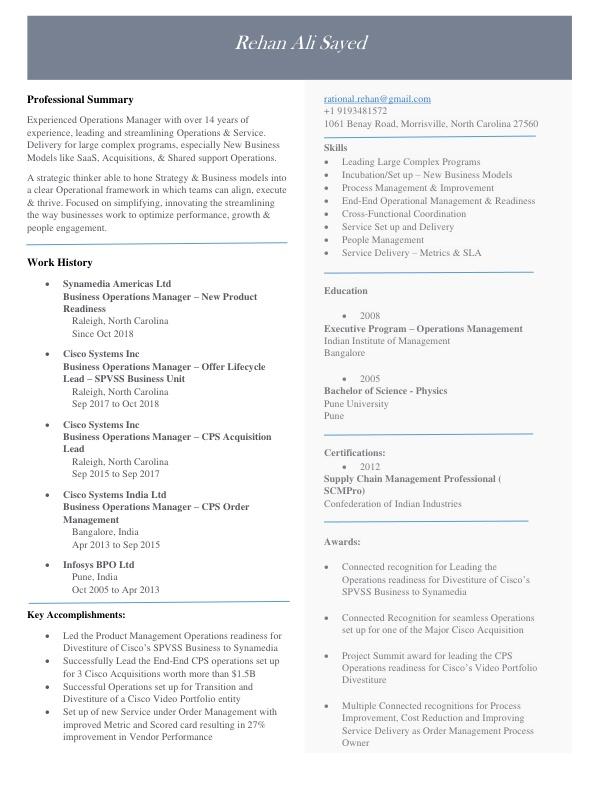 Rehan Ali Sayed
Professional Summary
Experienced Operations Manager with over 14 years of
experience, leading and streamlining Operations & Service.
Delivery for large complex programs, especially New Business
Models like SaaS, Acquisitions, & Shared support Operations.
A strategic thinker able to hone Strategy & Business models into
a clear Operational framework in which teams can align, execute
& thrive. Focused on simplifying, innovating the streamlining
the way businesses work to optimize performance, growth &
people engagement.
Work History
• Synamedia Americas Ltd
Business Operations Manager – New Product
Readiness
Raleigh, North Carolina
Since Oct 2018
• Cisco Systems Inc
Business Operations Manager – Offer Lifecycle
Lead – SPVSS Business Unit
Raleigh, North Carolina
Sep 2017 to Oct 2018
• Cisco Systems Inc
Business Operations Manager – CPS Acquisition
Lead
Raleigh, North Carolina
Sep 2015 to Sep 2017
• Cisco Systems India Ltd
Business Operations Manager – CPS Order
Management
Bangalore, India
Apr 2013 to Sep 2015
• Infosys BPO Ltd
Pune, India
Oct 2005 to Apr 2013
Key Accomplishments:
• Led the Product Management Operations readiness for
Divestiture of Cisco's SPVSS Business to Synamedia
• Successfully Lead the End-End CPS operations set up
for 3 Cisco Acquisitions worth more than $1.5B
• Successful Operations set up for Transition and
Divestiture of a Cisco Video Portfolio entity
• Set up of new Service under Order Management with
improved Metric and Scored card resulting in 27%
improvement in Vendor Performance
rational.rehan@gmail.com
+1 9193481572
1061 Benay Road, Morrisville, North Carolina 27560
Skills
• Leading Large Complex Programs
• Incubation/Set up – New Business Models
• Process Management & Improvement
• End-End Operational Management & Readiness
• Cross-Functional Coordination
• Service Set up and Delivery
• People Management
• Service Delivery – Metrics & SLA
Education
• 2008
Executive Program – Operations Management
Indian Institute of Management
Bangalore
• 2005
Bachelor of Science - Physics
Pune University
Pune
Certifications:
• 2012
Supply Chain Management Professional (
SCMPro)
Confederation of Indian Industries
Awards:
• Connected recognition for Leading the
Operations readiness for Divestiture of Cisco's
SPVSS Business to Synamedia
• Connected Recognition for seamless Operations
set up for one of the Major Cisco Acquisition
• Project Summit award for leading the CPS
Operations readiness for Cisco's Video Portfolio
Divestiture
• Multiple Connected recognitions for Process
Improvement, Cost Reduction and Improving
Service Delivery as Order Management Process
Owner